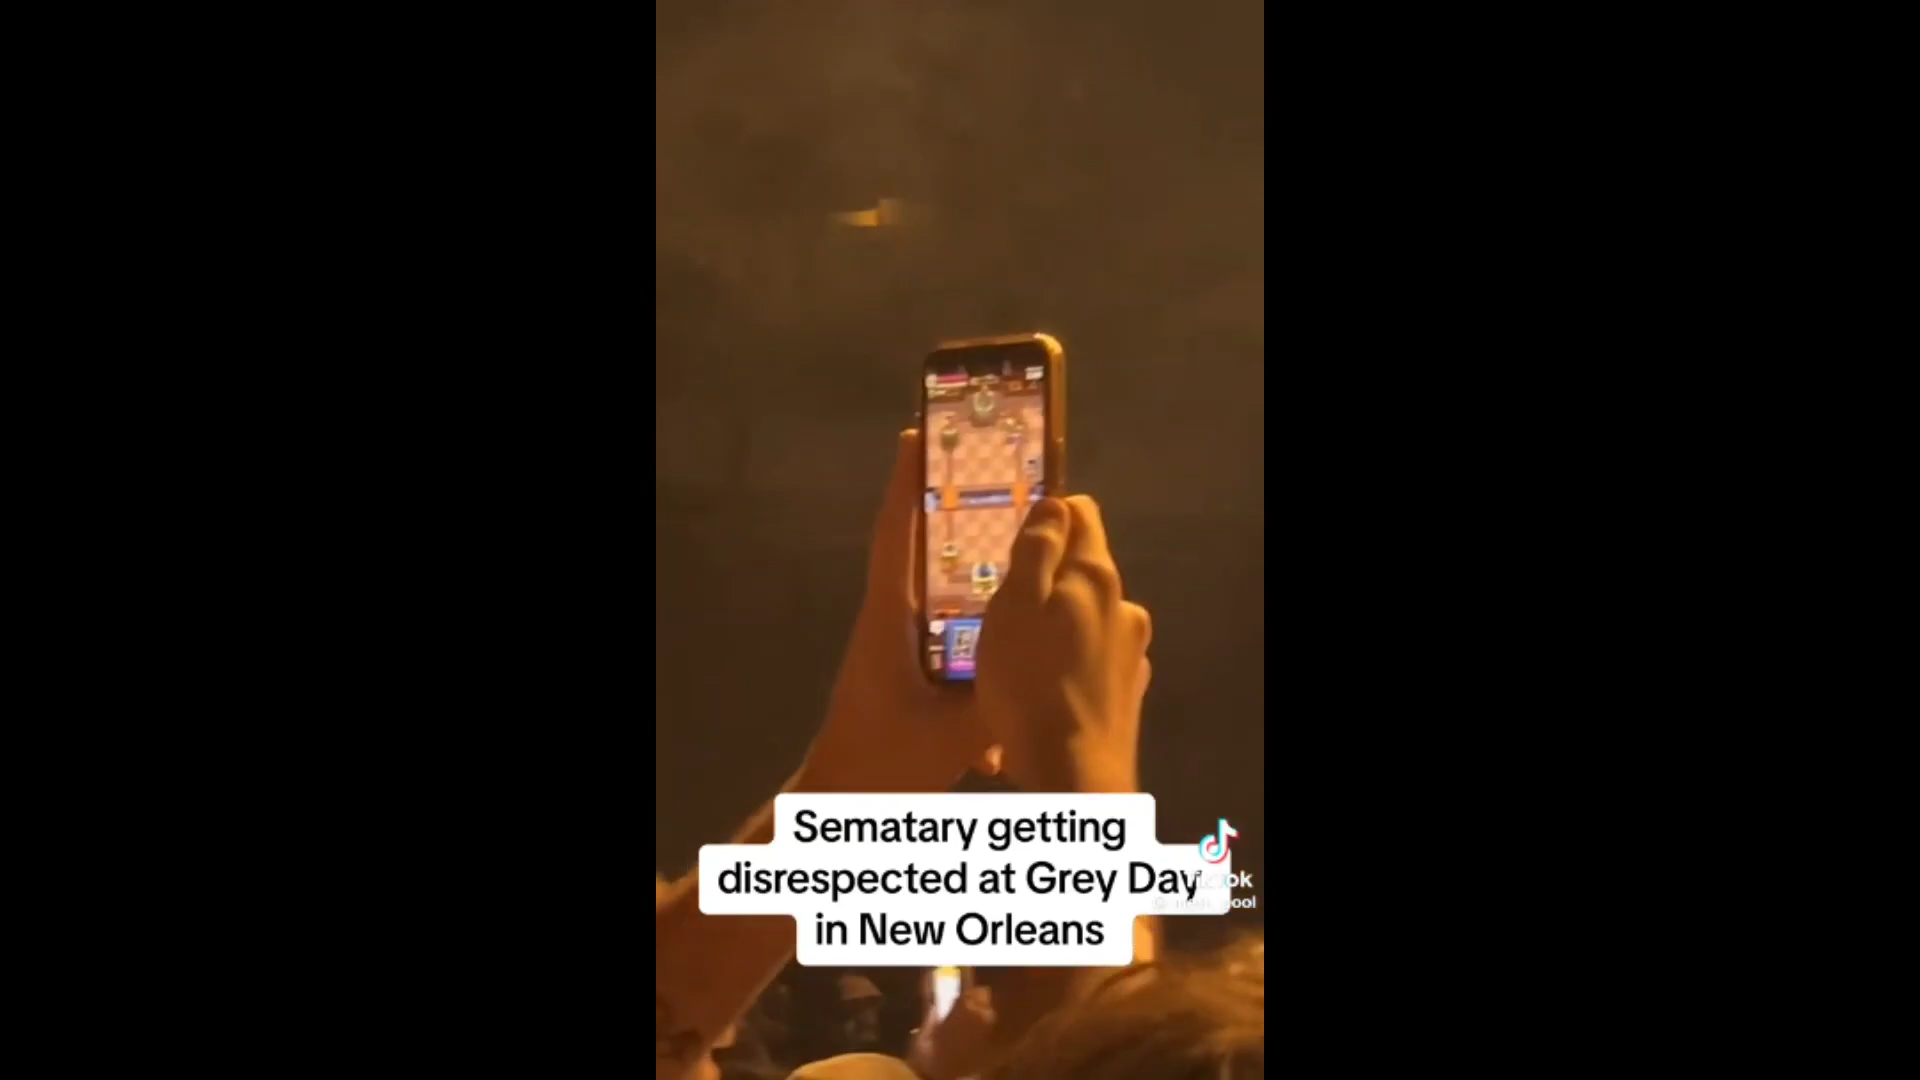 Sematary getting
disrespected at Grey Day
in New Orleans